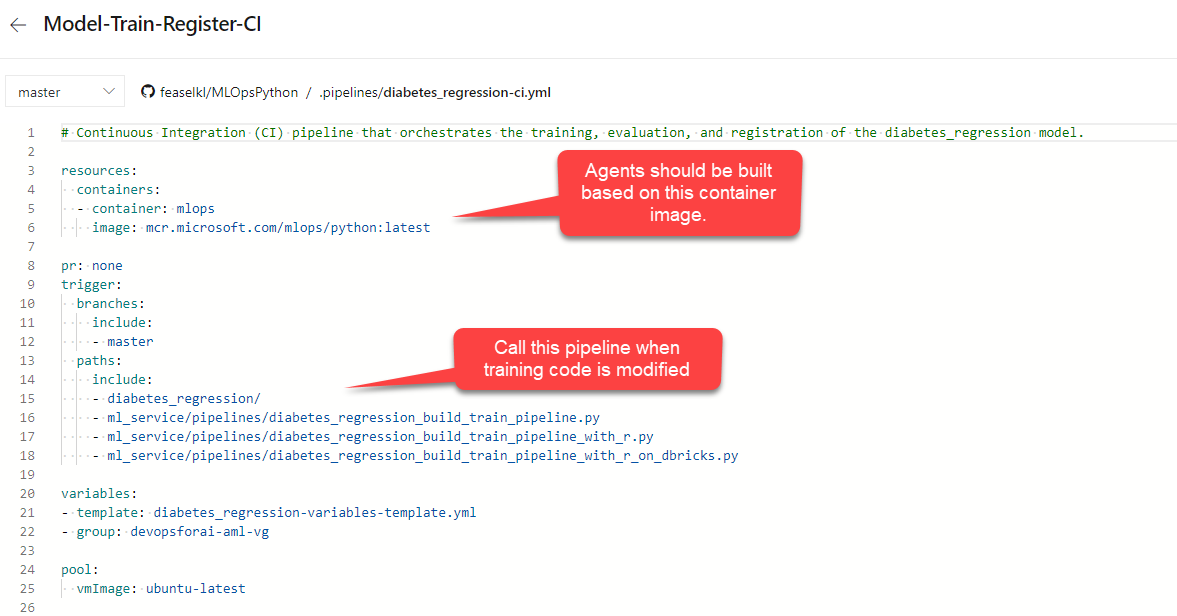 Model-Train-Register-CI
master
feaselkl/MLOpsPython / .pipelines/diabetes_regression-ci.yml
1 # Continuous Integration (CI) pipeline that orchestrates the training, evaluation, and registration of the diabetes_regression model.
2
3 resources:
4   containers:
5   - container: mlops
6     image: mcr.microsoft.com/mlops/python:latest
Agents should be built
based on this container
image.
7
8 pr: none
9 trigger:
10   branches:
11     include:
12     - master
13   paths:
14     include:
Call this pipeline when
training code is modified
15     - diabetes_regression/
16     - ml_service/pipelines/diabetes_regression_build_train_pipeline.py
17     - ml_service/pipelines/diabetes_regression_build_train_pipeline_with_r.py
18     - ml_service/pipelines/diabetes_regression_build_train_pipeline_with_r_on_dbricks.py
19
20 variables:
21 - template: diabetes_regression-variables-template.yml
22 - group: devopsforai-aml-vg
23
24 pool:
25   vmImage: ubuntu-latest
26